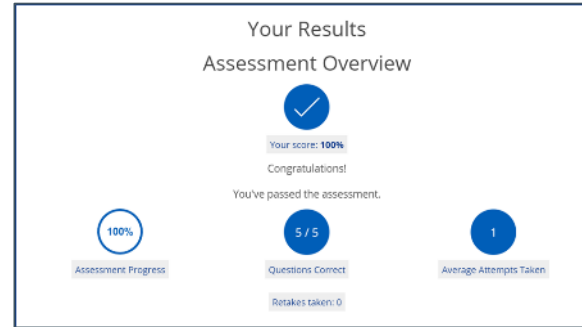 Your Results
Assessment Overview
Your score: 100%
Congratulations!
You've passed the assessment.
100%
5 / 5
1
Assessment Progress
Questions Correct
Average Attempts Taken
Retakes taken: 0